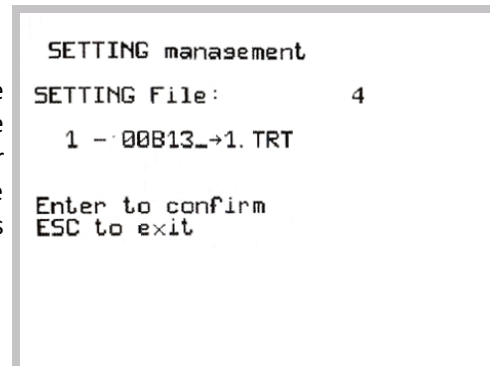 SETTING management
SETTING File: 4
1 - 00B13_→1. TRT
Enter to confirm
ESC to exit